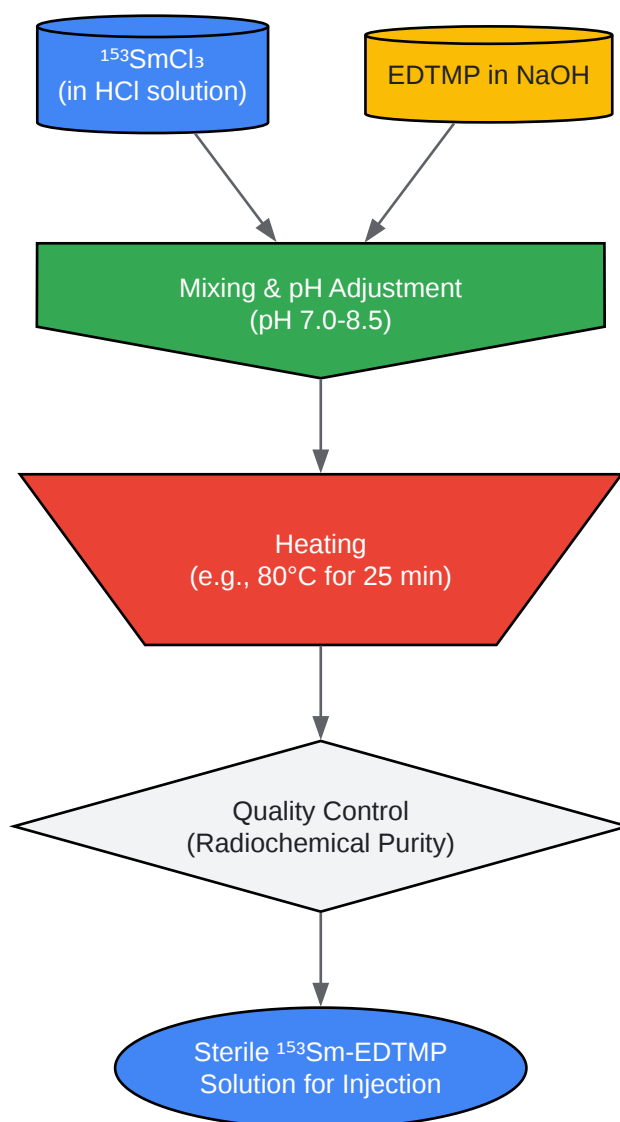 ¹⁵³SmCl₃
(in HCl solution)
EDTMP in NaOH
Mixing & pH Adjustment
(pH 7.0-8.5)
Heating
(e.g., 80°C for 25 min)
Quality Control
(Radiochemical Purity)
Sterile ¹⁵³Sm-EDTMP
Solution for Injection